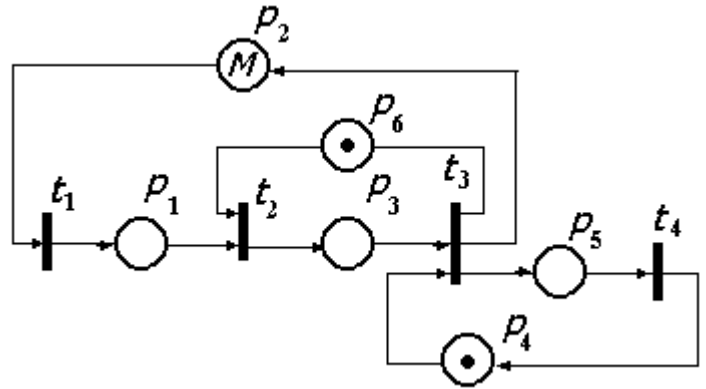 p₂
M
p₆
t₁
p₁
t₂
p₃
t₃
p₅
t₄
p₄